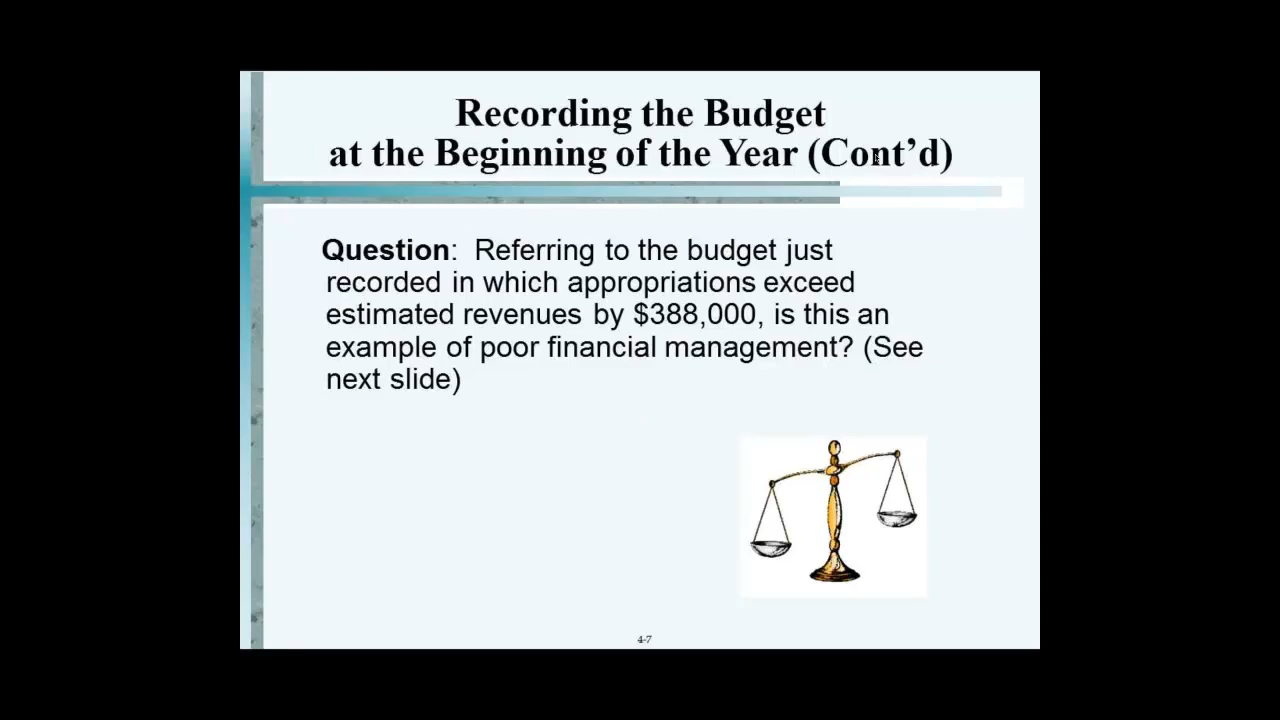 Recording the Budget
at the Beginning of the Year (Cont’d)
Question:  Referring to the budget just
recorded in which appropriations exceed
estimated revenues by $388,000, is this an
example of poor financial management? (See
next slide)
4-7